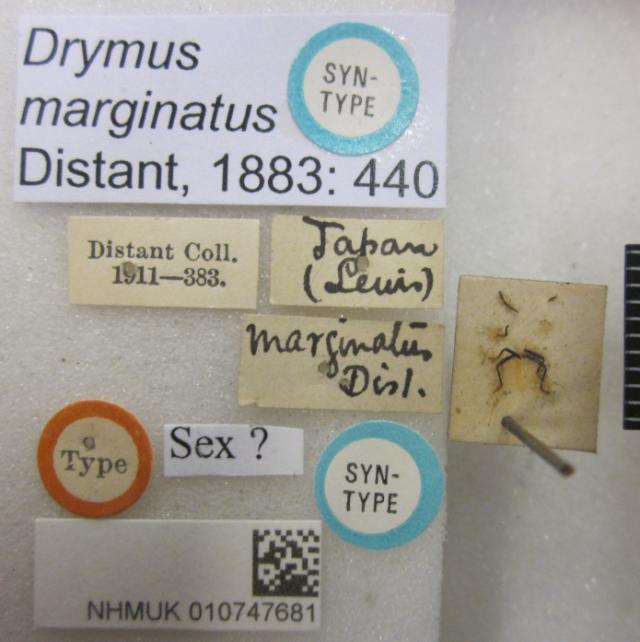 Drymus
marginatus
Distant, 1883: 440
SYN-
TYPE
Distant Coll.
1911—383.
Japan
(Lewis)
marginatus
Dist.
Type
Sex ?
SYN-
TYPE
NHMUK 010747681